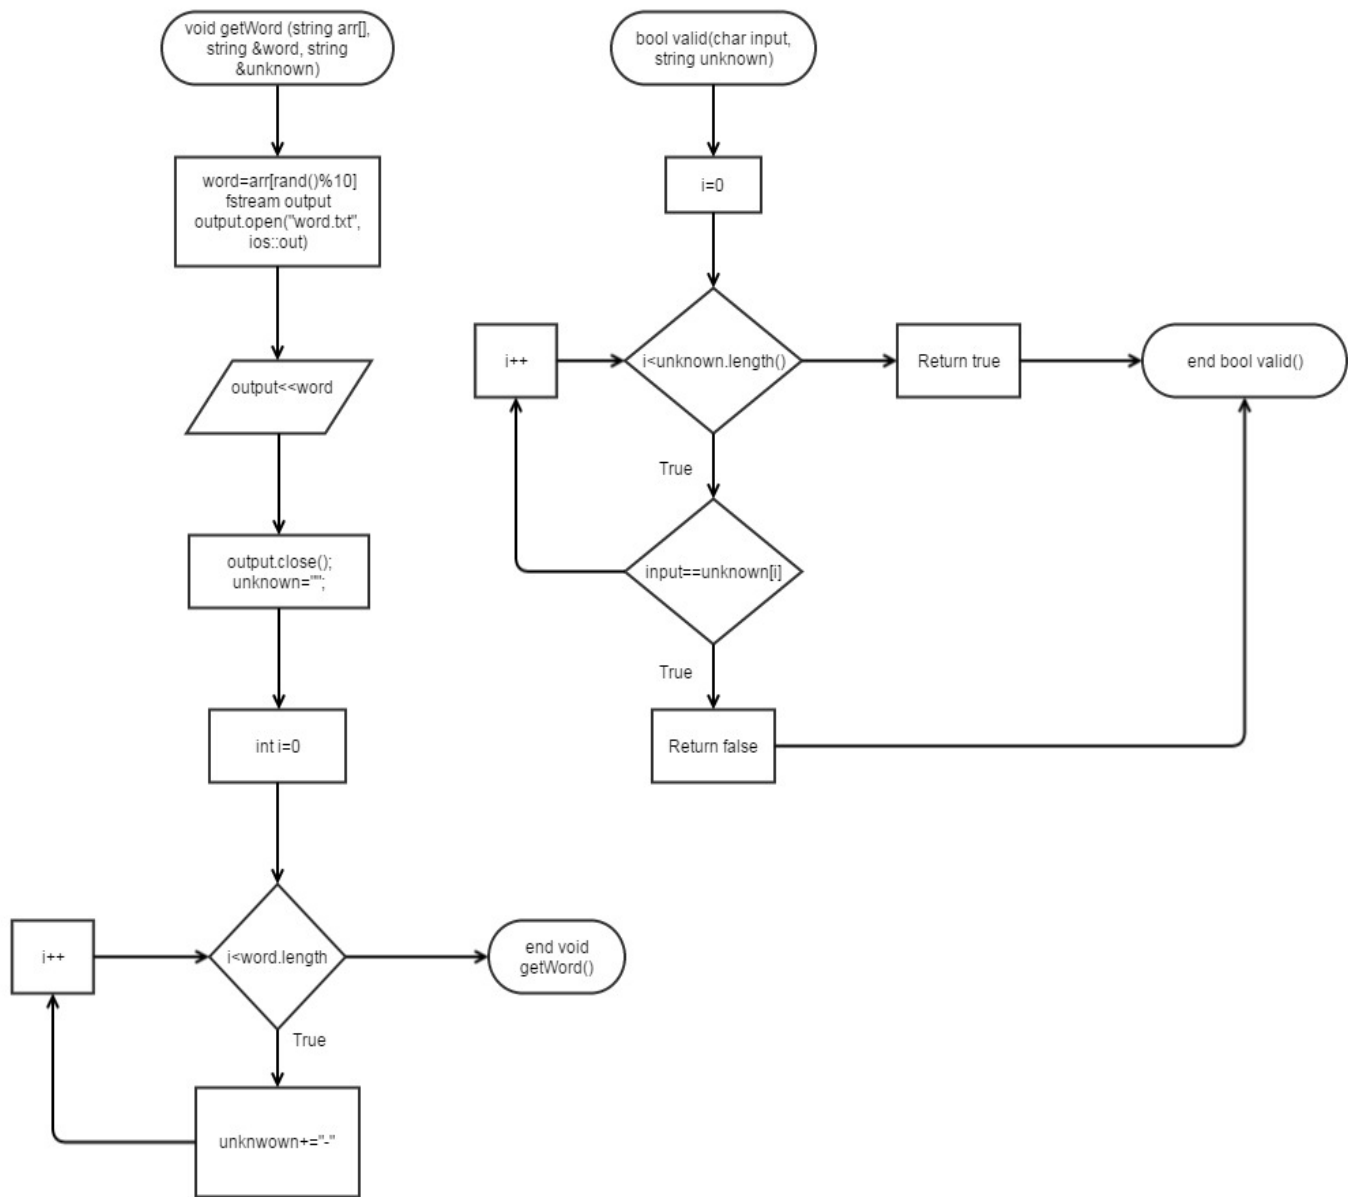 void getWord (string arr[],
string &word, string
&unknown)
word=arr[rand()%10]
fstream output
output.open("word.txt",
ios::out)
output<<word
output.close();
unknown="";
int i=0
i++
i<word.length
end void
getWord()
True
unknwown+="-"
bool valid(char input,
string unknown)
i=0
i++
i<unknown.length()
Return true
end bool valid()
True
input==unknown[i]
True
Return false